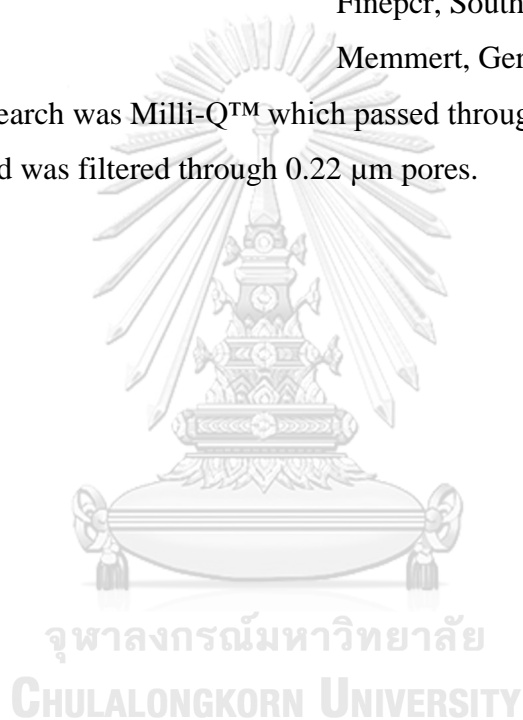 Finepcr, South
Memmert, Ger
earch was Milli-Q™ which passed throug
d was filtered through 0.22 µm pores.
จุฬาลงกรณ์มหาวิทยาลัย
CHULALONGKORN UNIVERSITY